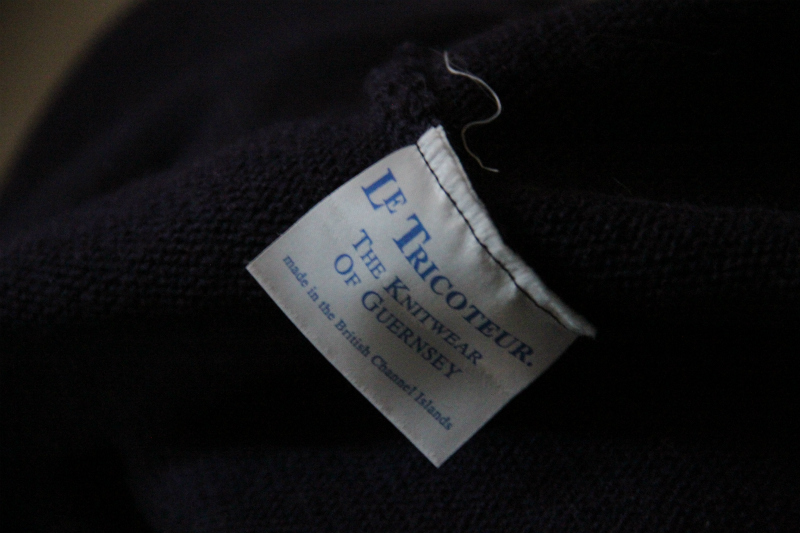 LE TRICOTEUR.
THE KNITWEAR
OF GUERNSEY
made in the British Channel Islands